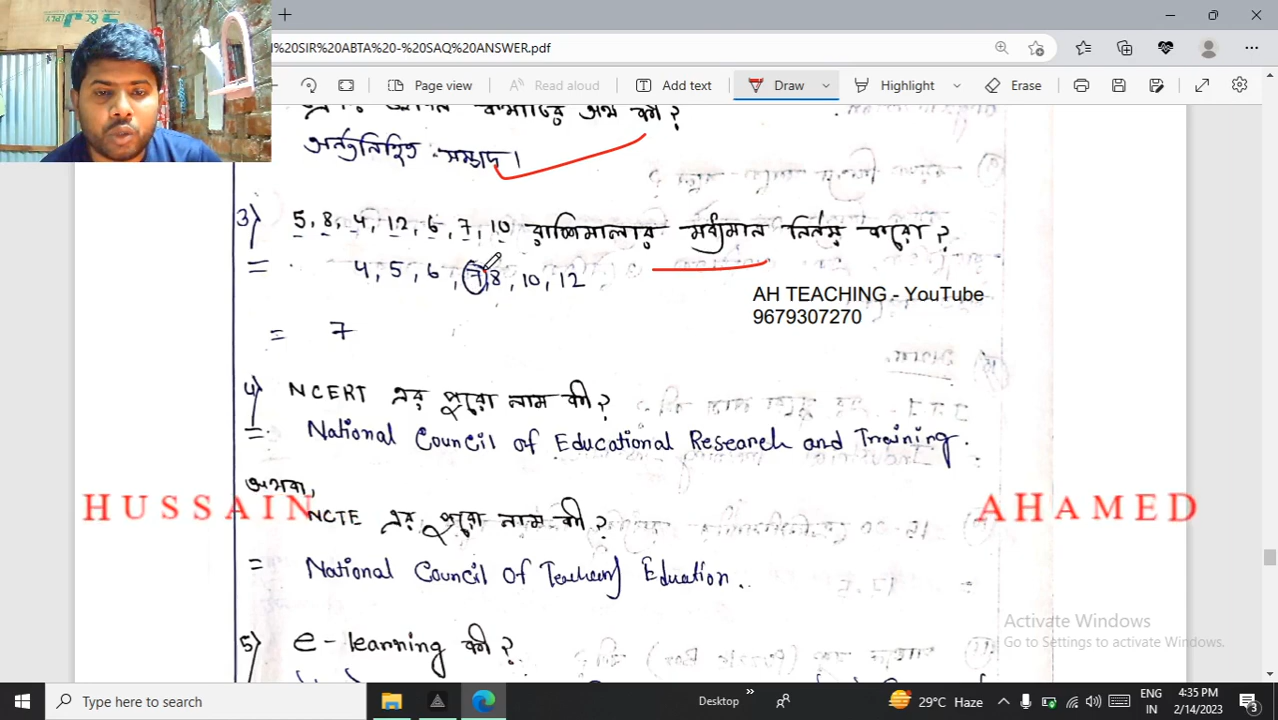 I%20SIR%20ABTA%20-%20SAQ%20ANSWER.pdf
Page view
Read aloud
Add text
Draw
Highlight
Erase
কী ?
অর্ন্তনিহিত সম্ভাদ।
3) 5, 8, 4, 12, 6, 7, 10 রাশিমালার মধ্যমান নির্নয় করো ?
= 4, 5, 6, 7, 8, 10, 12
AH TEACHING - YouTube
9679307270
= 7
4) NCERT এর পুরো নাম কী ?
= National Council of Educational Research and Training.
অথবা,
HUSSAIN AHAMED
NCTE এর পুরো নাম কী ?
= National Council of Eduation.
Activate Windows
Go to Settings to activate Windows.
5) e-learning কী ?
Type here to search
Desktop
29°C Haze
ENG
IN
4:35 PM
2/14/2023
3